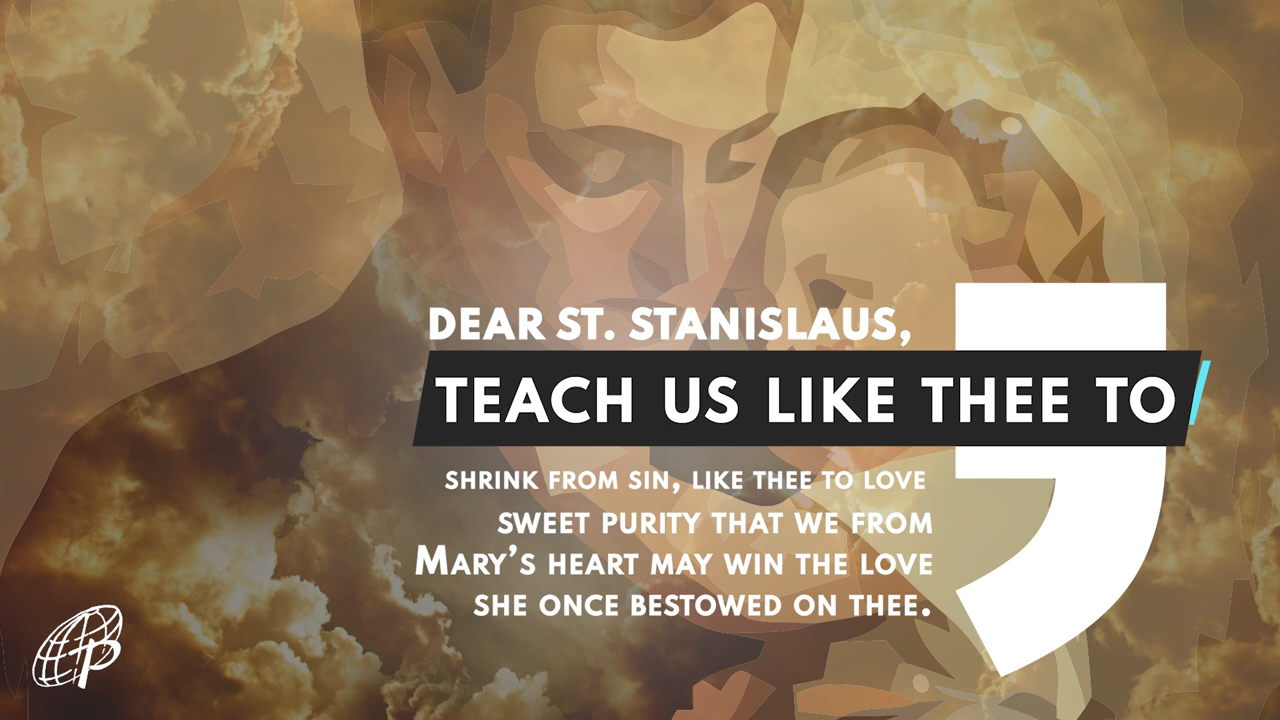 DEAR ST. STANISLAUS,
TEACH US LIKE THEE TO
SHRINK FROM SIN, LIKE THEE TO LOVE
SWEET PURITY THAT WE FROM
MARY'S HEART MAY WIN THE LOVE
SHE ONCE BESTOWED ON THEE.